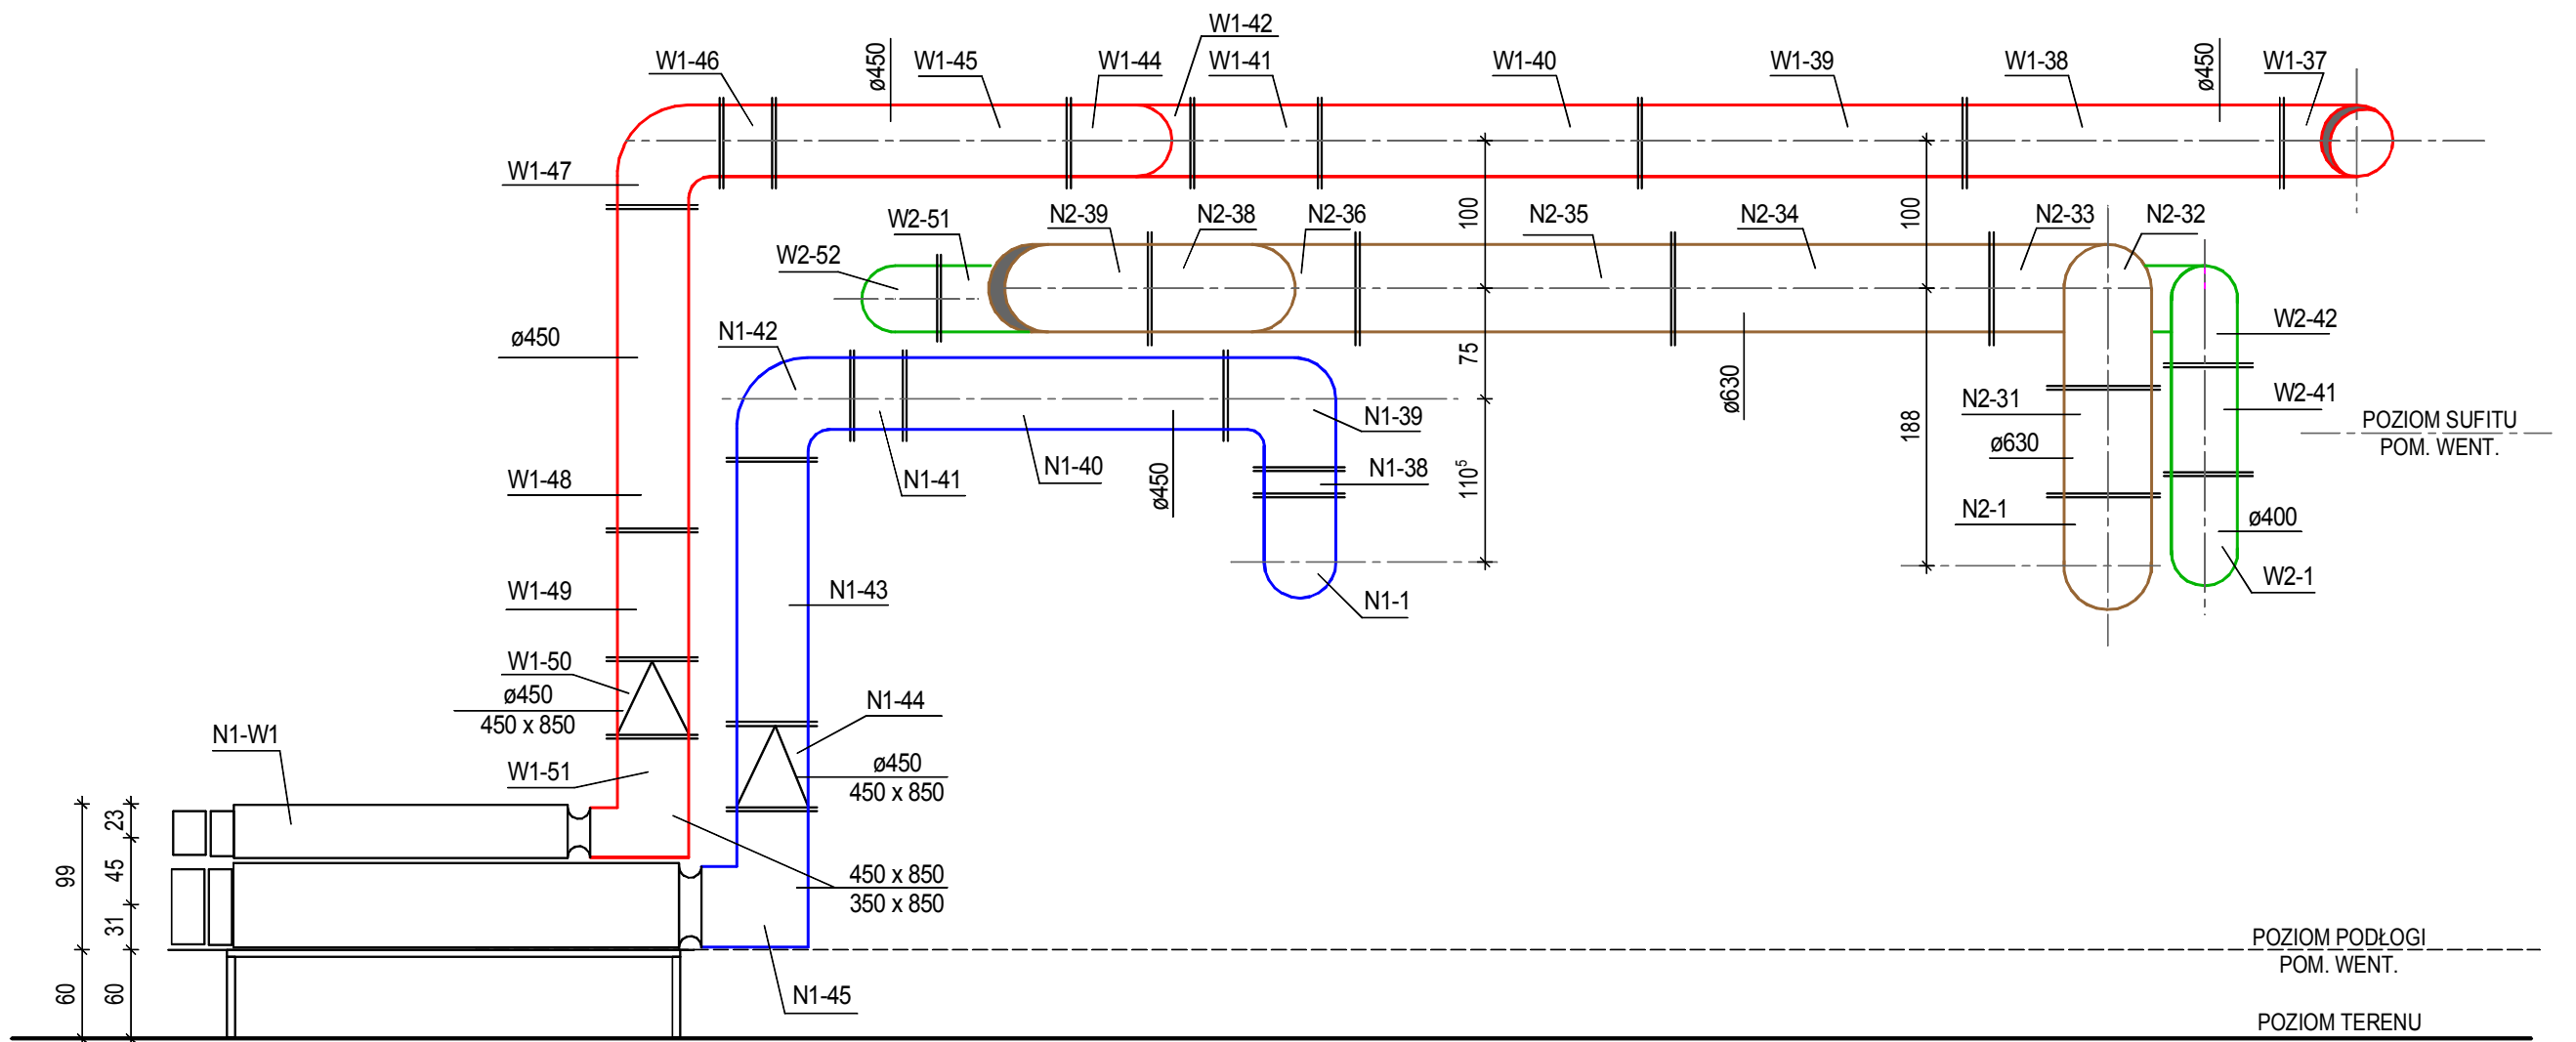 W1-42
W1-46
ø450
W1-45
W1-44
W1-41
W1-40
W1-39
W1-38
ø450
W1-37
W1-47
100
100
W2-51
N2-39
N2-38
N2-36
N2-35
N2-34
N2-33
N2-32
W2-52
ø450
N1-42
75
ø630
W2-42
N2-31
W2-41
N1-39
188
POZIOM SUFITU
POM. WENT.
ø630
W1-48
N1-41
N1-40
ø450
N1-38
110⁵
N2-1
ø400
W1-49
N1-43
N1-1
W2-1
W1-50
ø450
450 x 850
N1-44
N1-W1
ø450
450 x 850
W1-51
23
99
45
450 x 850
350 x 850
31
POZIOM PODŁOGI
POM. WENT.
60
60
N1-45
POZIOM TERENU